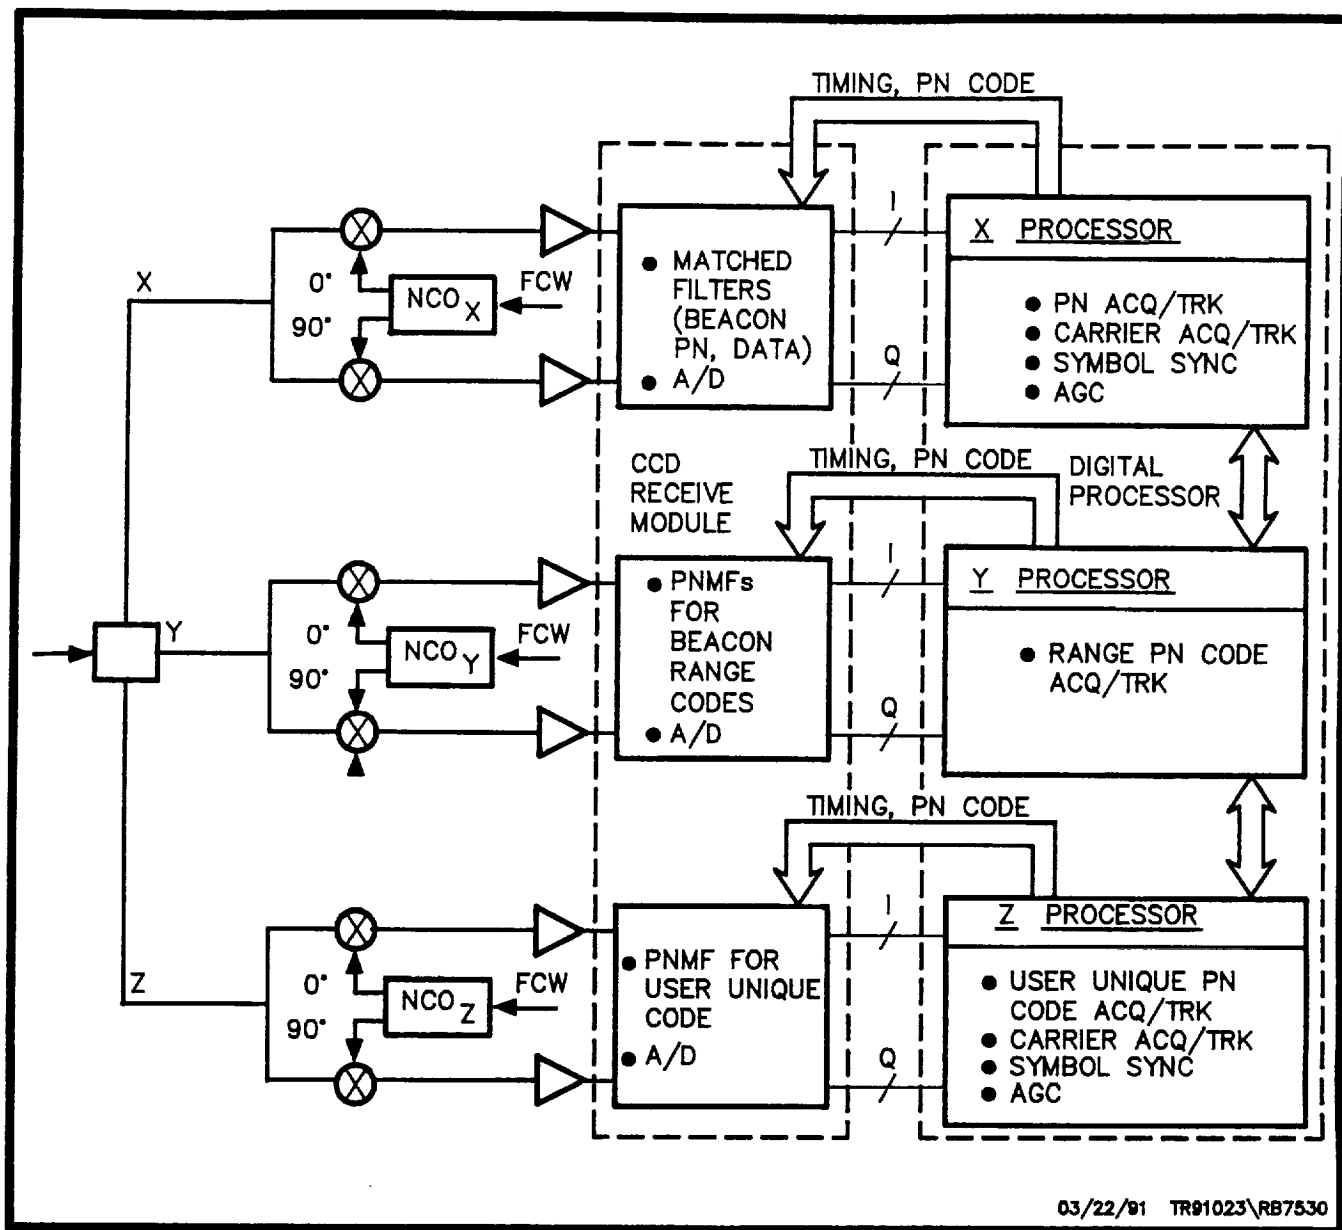 TIMING, PN CODE
X
0°
90°
NCO X
FCW
● MATCHED
FILTERS
(BEACON
PN, DATA)
● A/D
I
Q
X PROCESSOR
● PN ACQ/TRK
● CARRIER ACQ/TRK
● SYMBOL SYNC
● AGC
CCD
RECEIVE
MODULE
TIMING, PN CODE
DIGITAL
PROCESSOR
Y
0°
90°
NCO Y
FCW
● PNMFs
FOR
BEACON
RANGE
CODES
● A/D
I
Q
Y PROCESSOR
● RANGE PN CODE
ACQ/TRK
TIMING, PN CODE
Z
0°
90°
NCO Z
FCW
● PNMF FOR
USER UNIQUE
CODE
● A/D
I
Q
Z PROCESSOR
● USER UNIQUE PN
CODE ACQ/TRK
● CARRIER ACQ/TRK
● SYMBOL SYNC
● AGC
03/22/91 TR91023\RB7530